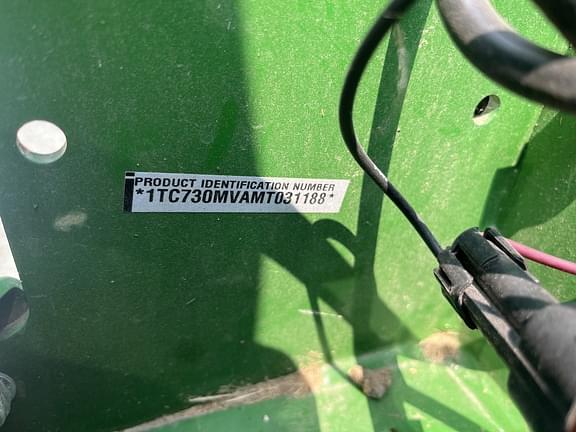 PRODUCT IDENTIFICATION NUMBER
*1TC730MVAMT031188*